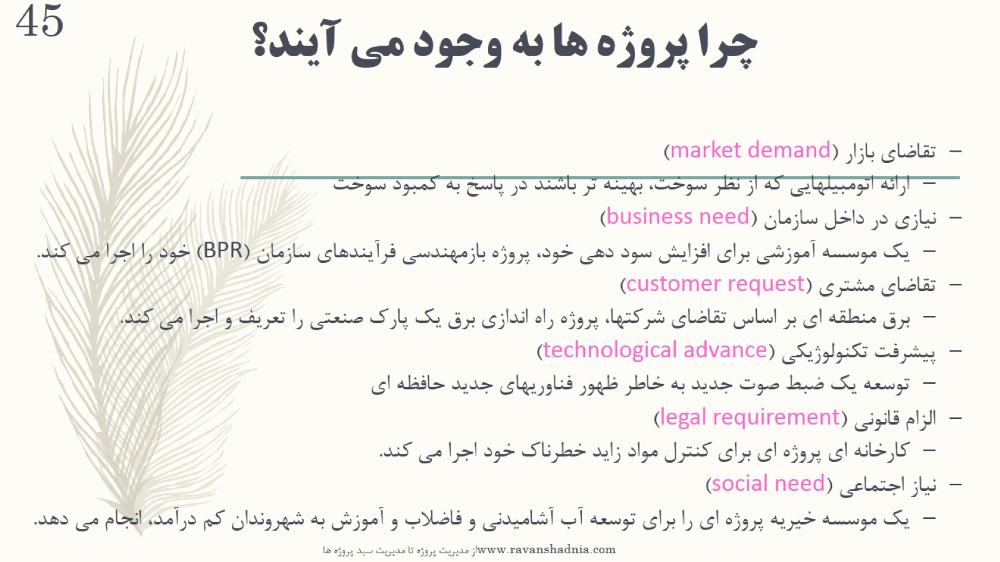 45
چرا پروژه ها به وجود می آیند؟
– تقاضای بازار (market demand)
– ارائه اتومبیلهایی که از نظر سوخت، بهینه تر باشند در پاسخ به کمبود سوخت
– نیازی در داخل سازمان (business need)
– یک موسسه آموزشی برای افزایش سود دهی خود، پروژه بازمهندسی فرآیندهای سازمان (BPR) خود را اجرا می کند.
– تقاضای مشتری (customer request)
– برق منطقه ای بر اساس تقاضای شرکتها، پروژه راه اندازی برق یک پارک صنعتی را تعریف و اجرا می کند.
– پیشرفت تکنولوژیکی (technological advance)
– توسعه یک ضبط صوت جدید به خاطر ظهور فناوریهای جدید حافظه ای
– الزام قانونی (legal requirement)
– کارخانه ای پروژه ای برای کنترل مواد زاید خطرناک خود اجرا می کند.
– نیاز اجتماعی (social need)
– یک موسسه خیریه پروژه ای را برای توسعه آب آشامیدنی و فاضلاب و آموزش به شهروندان کم درآمد، انجام می دهد.
www.ravanshadnia.comاز مدیریت پروژه تا مدیریت سبد پروژه ها